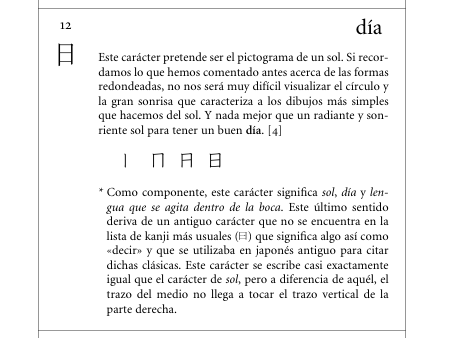 12
día
日
Este carácter pretende ser el pictograma de un sol. Si recor-
damos lo que hemos comentado antes acerca de las formas
redondeadas, no nos será muy difícil visualizar el círculo y
la gran sonrisa que caracteriza a los dibujos más simples
que hacemos del sol. Y nada mejor que un radiante y son-
riente sol para tener un buen día. [4]
丨 冂 月 日
* Como componente, este carácter significa sol, día y len-
gua que se agita dentro de la boca. Este último sentido
deriva de un antiguo carácter que no se encuentra en la
lista de kanji más usuales (曰) que significa algo así como
«decir» y que se utilizaba en japonés antiguo para citar
dichas clásicas. Este carácter se escribe casi exactamente
igual que el carácter de sol, pero a diferencia de aquél, el
trazo del medio no llega a tocar el trazo vertical de la
parte derecha.